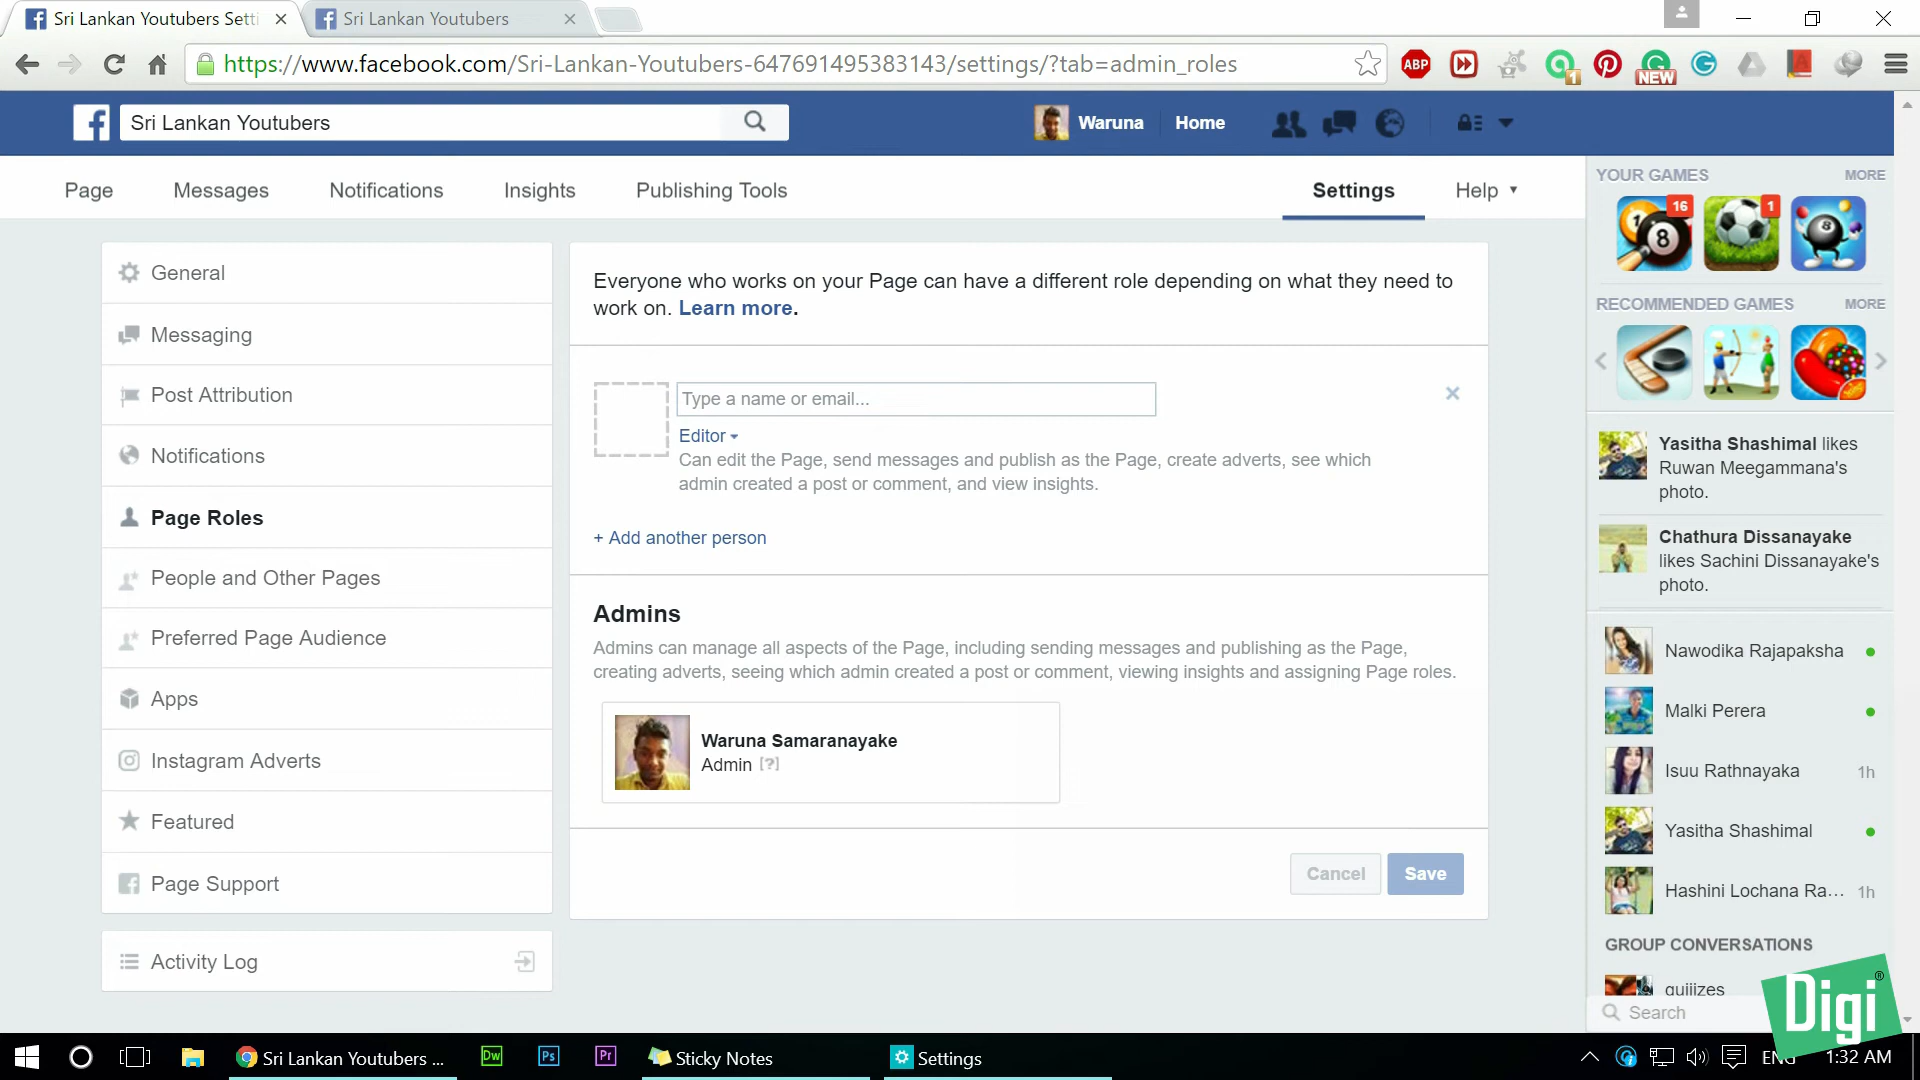 Sri Lankan Youtubers Setti
Sri Lankan Youtubers
https://www.facebook.com/Sri-Lankan-Youtubers-647691495383143/settings/?tab=admin_roles
ABP
1
NEW
Sri Lankan Youtubers
Waruna
Home
Page
Messages
Notifications
Insights
Publishing Tools
Settings
Help
General
Messaging
Post Attribution
Notifications
Page Roles
People and Other Pages
Preferred Page Audience
Apps
Instagram Adverts
Featured
Page Support
Activity Log
Everyone who works on your Page can have a different role depending on what they need to
work on. Learn more.
Type a name or email...
Editor
Can edit the Page, send messages and publish as the Page, create adverts, see which
admin created a post or comment, and view insights.
+ Add another person
Admins
Admins can manage all aspects of the Page, including sending messages and publishing as the Page,
creating adverts, seeing which admin created a post or comment, viewing insights and assigning Page roles.
Waruna Samaranayake
Admin [?]
Cancel
Save
YOUR GAMES
MORE
16
1
1
8
8
RECOMMENDED GAMES
MORE
Yasitha Shashimal likes
Ruwan Meegammana's
photo.
Chathura Dissanayake
likes Sachini Dissanayake's
photo.
Nawodika Rajapaksha
Malki Perera
Isuu Rathnayaka 1h
Yasitha Shashimal
Hashini Lochana Ra... 1h
GROUP CONVERSATIONS
quiizes
Search
Digi®
Sri Lankan Youtubers ...
Dw
Ps
Pr
Sticky Notes
Settings
1:32 AM